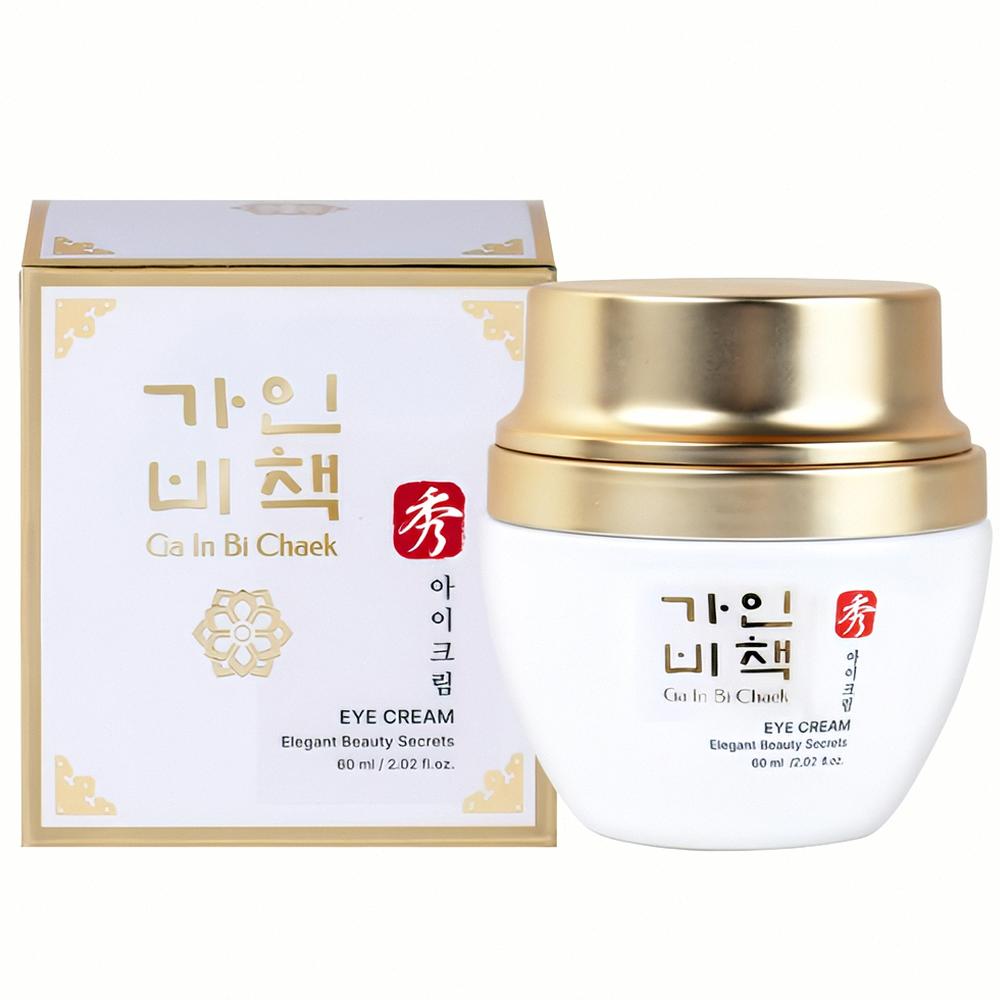 가인
비책
Ga In Bi Chaek
秀
아이크림
EYE CREAM
Elegant Beauty Secrets
60 ml / 2.02 fl.oz.
가인
비책
Ga In Bi Chaek
秀
아이크림
EYE CREAM
Elegant Beauty Secrets
60 ml /2.02 fl.oz.